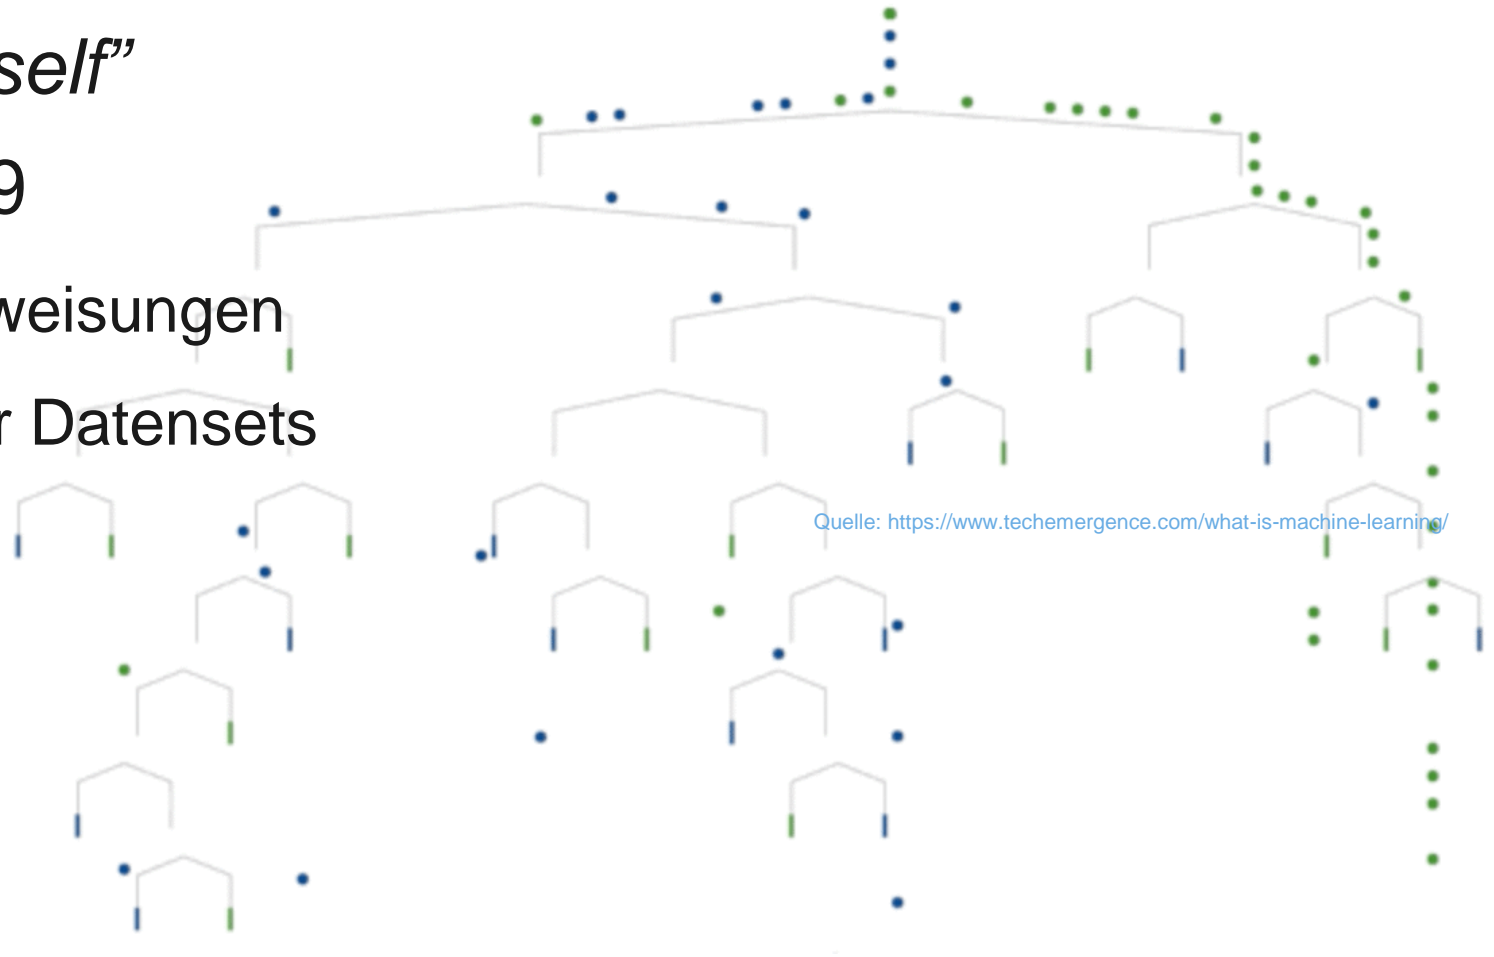 self”
9
weisungen
r Datensets
Quelle: https://www.techemergence.com/what-is-machine-learning/